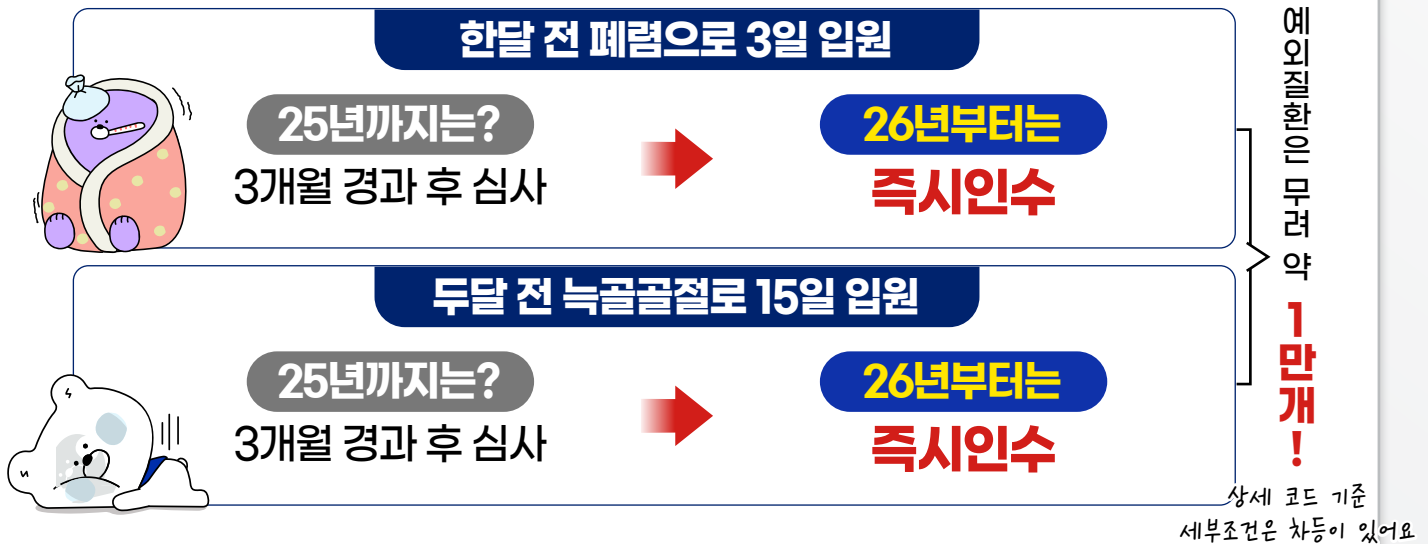 한달 전 폐렴으로 3일 입원
25년까지는?
3개월 경과 후 심사
26년부터는
즉시인수
두달 전 늑골골절로 15일 입원
25년까지는?
3개월 경과 후 심사
26년부터는
즉시인수
예외질환은 무려 약
1만개!
상세 코드 기준
세부조건은 차등이 있어요